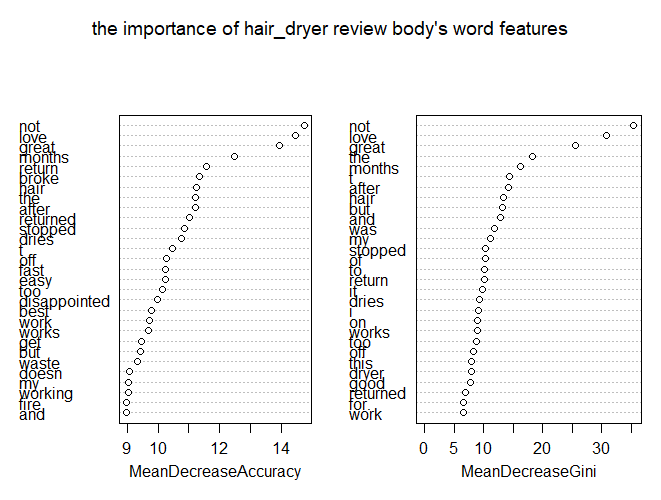 the importance of hair_dryer review body's word features
not
love
great
months
return
broke
hair
the
after
returned
stopped
dries
t
off
fast
easy
too
disappointed
best
work
works
get
but
waste
doesn
my
working
fire
and
9 10 12 14
MeanDecreaseAccuracy
not
love
great
the
months
t
after
hair
but
and
was
my
stopped
of
to
return
it
dries
i
on
works
too
off
this
dryer
good
returned
for
work
0 5 10 20 30
MeanDecreaseGini